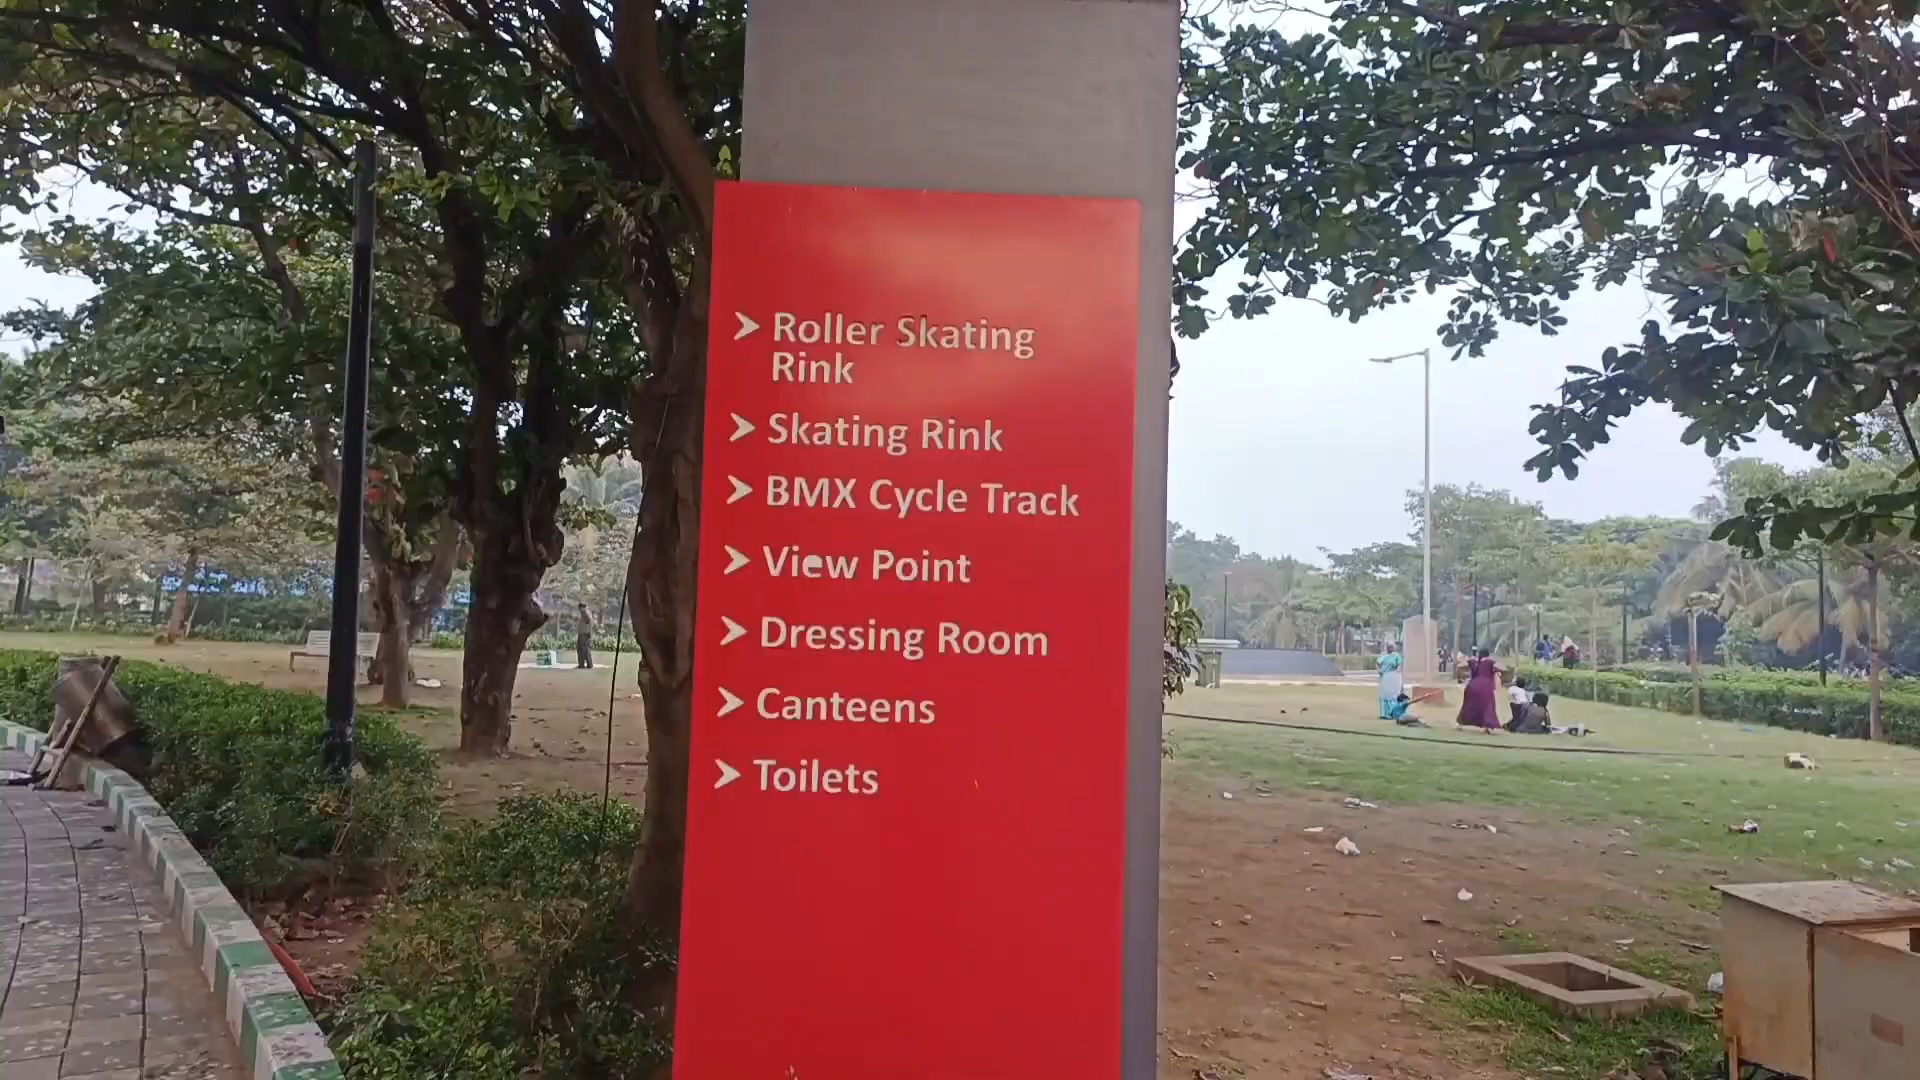 Roller Skating
Rink
Skating Rink
BMX Cycle Track
View Point
Dressing Room
Canteens
Toilets